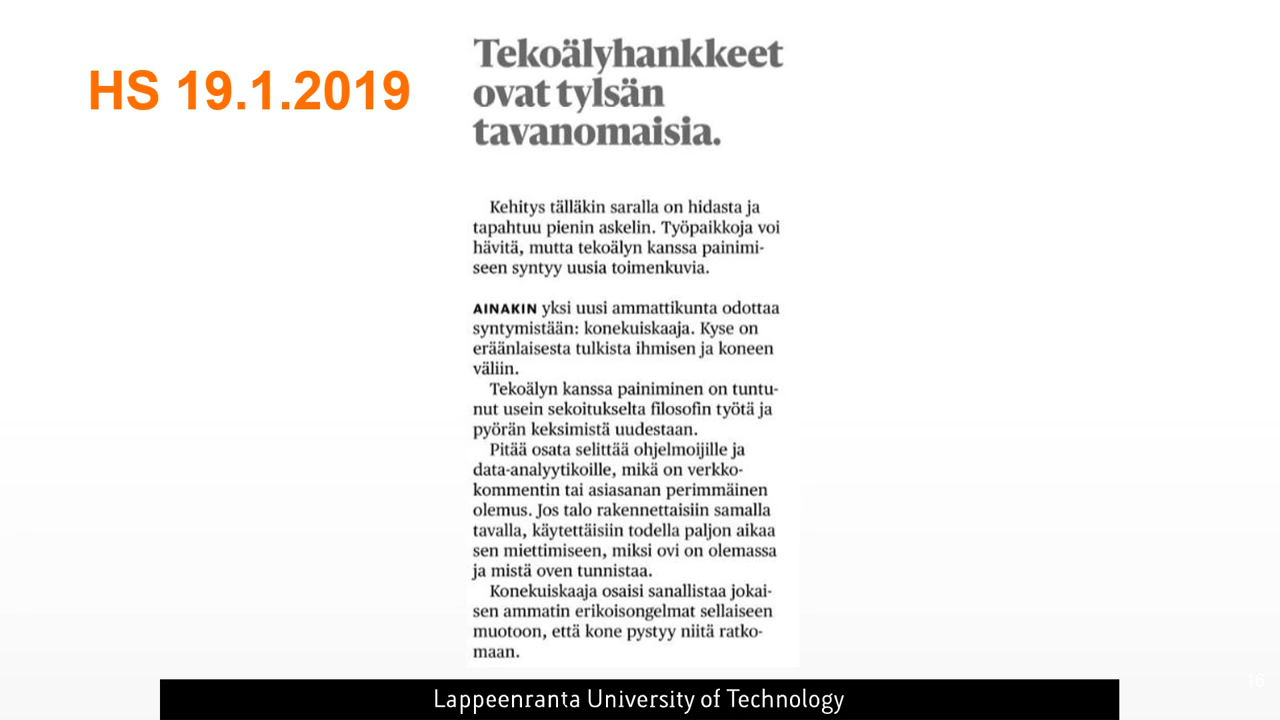 HS 19.1.2019
Tekoälyhankkeet
ovat tylsän
tavanomaisia.
Kehitys tälläkin saralla on hidasta ja
tapahtuu pienin askelin. Työpaikkoja voi
hävitä, mutta tekoälyn kanssa painimi-
seen syntyy uusia toimenkuvia.
AINAKIN yksi uusi ammattikunta odottaa
syntymistään: konekuiskaaja. Kyse on
eräänlaisesta tulkista ihmisen ja koneen
väliin.
Tekoälyn kanssa painiminen on tuntu-
nut usein sekoitukselta filosofin työtä ja
pyörän keksimistä uudestaan.
Pitää osata selittää ohjelmoijille ja
data-analyytikoille, mikä on verkko-
kommentin tai asiasanan perimmäinen
olemus. Jos talo rakennettaisiin samalla
tavalla, käytettäisiin todella paljon aikaa
sen miettimiseen, miksi ovi on olemassa
ja mistä oven tunnistaa.
Konekuiskaaja osaisi sanallistaa jokai-
sen ammatin erikoisongelmat sellaiseen
muotoon, että kone pystyy niitä ratko-
maan.
16
Lappeenranta University of Technology